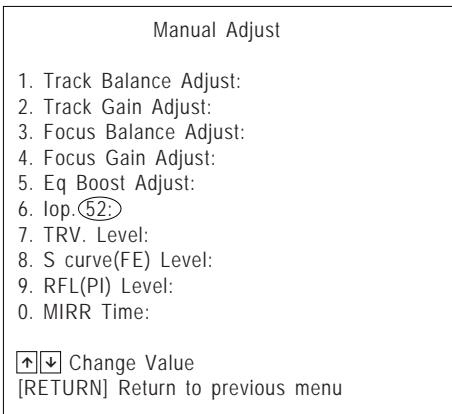 Manual Adjust
1. Track Balance Adjust:
2. Track Gain Adjust:
3. Focus Balance Adjust:
4. Focus Gain Adjust:
5. Eq Boost Adjust:
6. Iop.52:
7. TRV. Level:
8. S curve(FE) Level:
9. RFL(PI) Level:
0. MIRR Time:
↑↓ Change Value
[RETURN] Return to previous menu